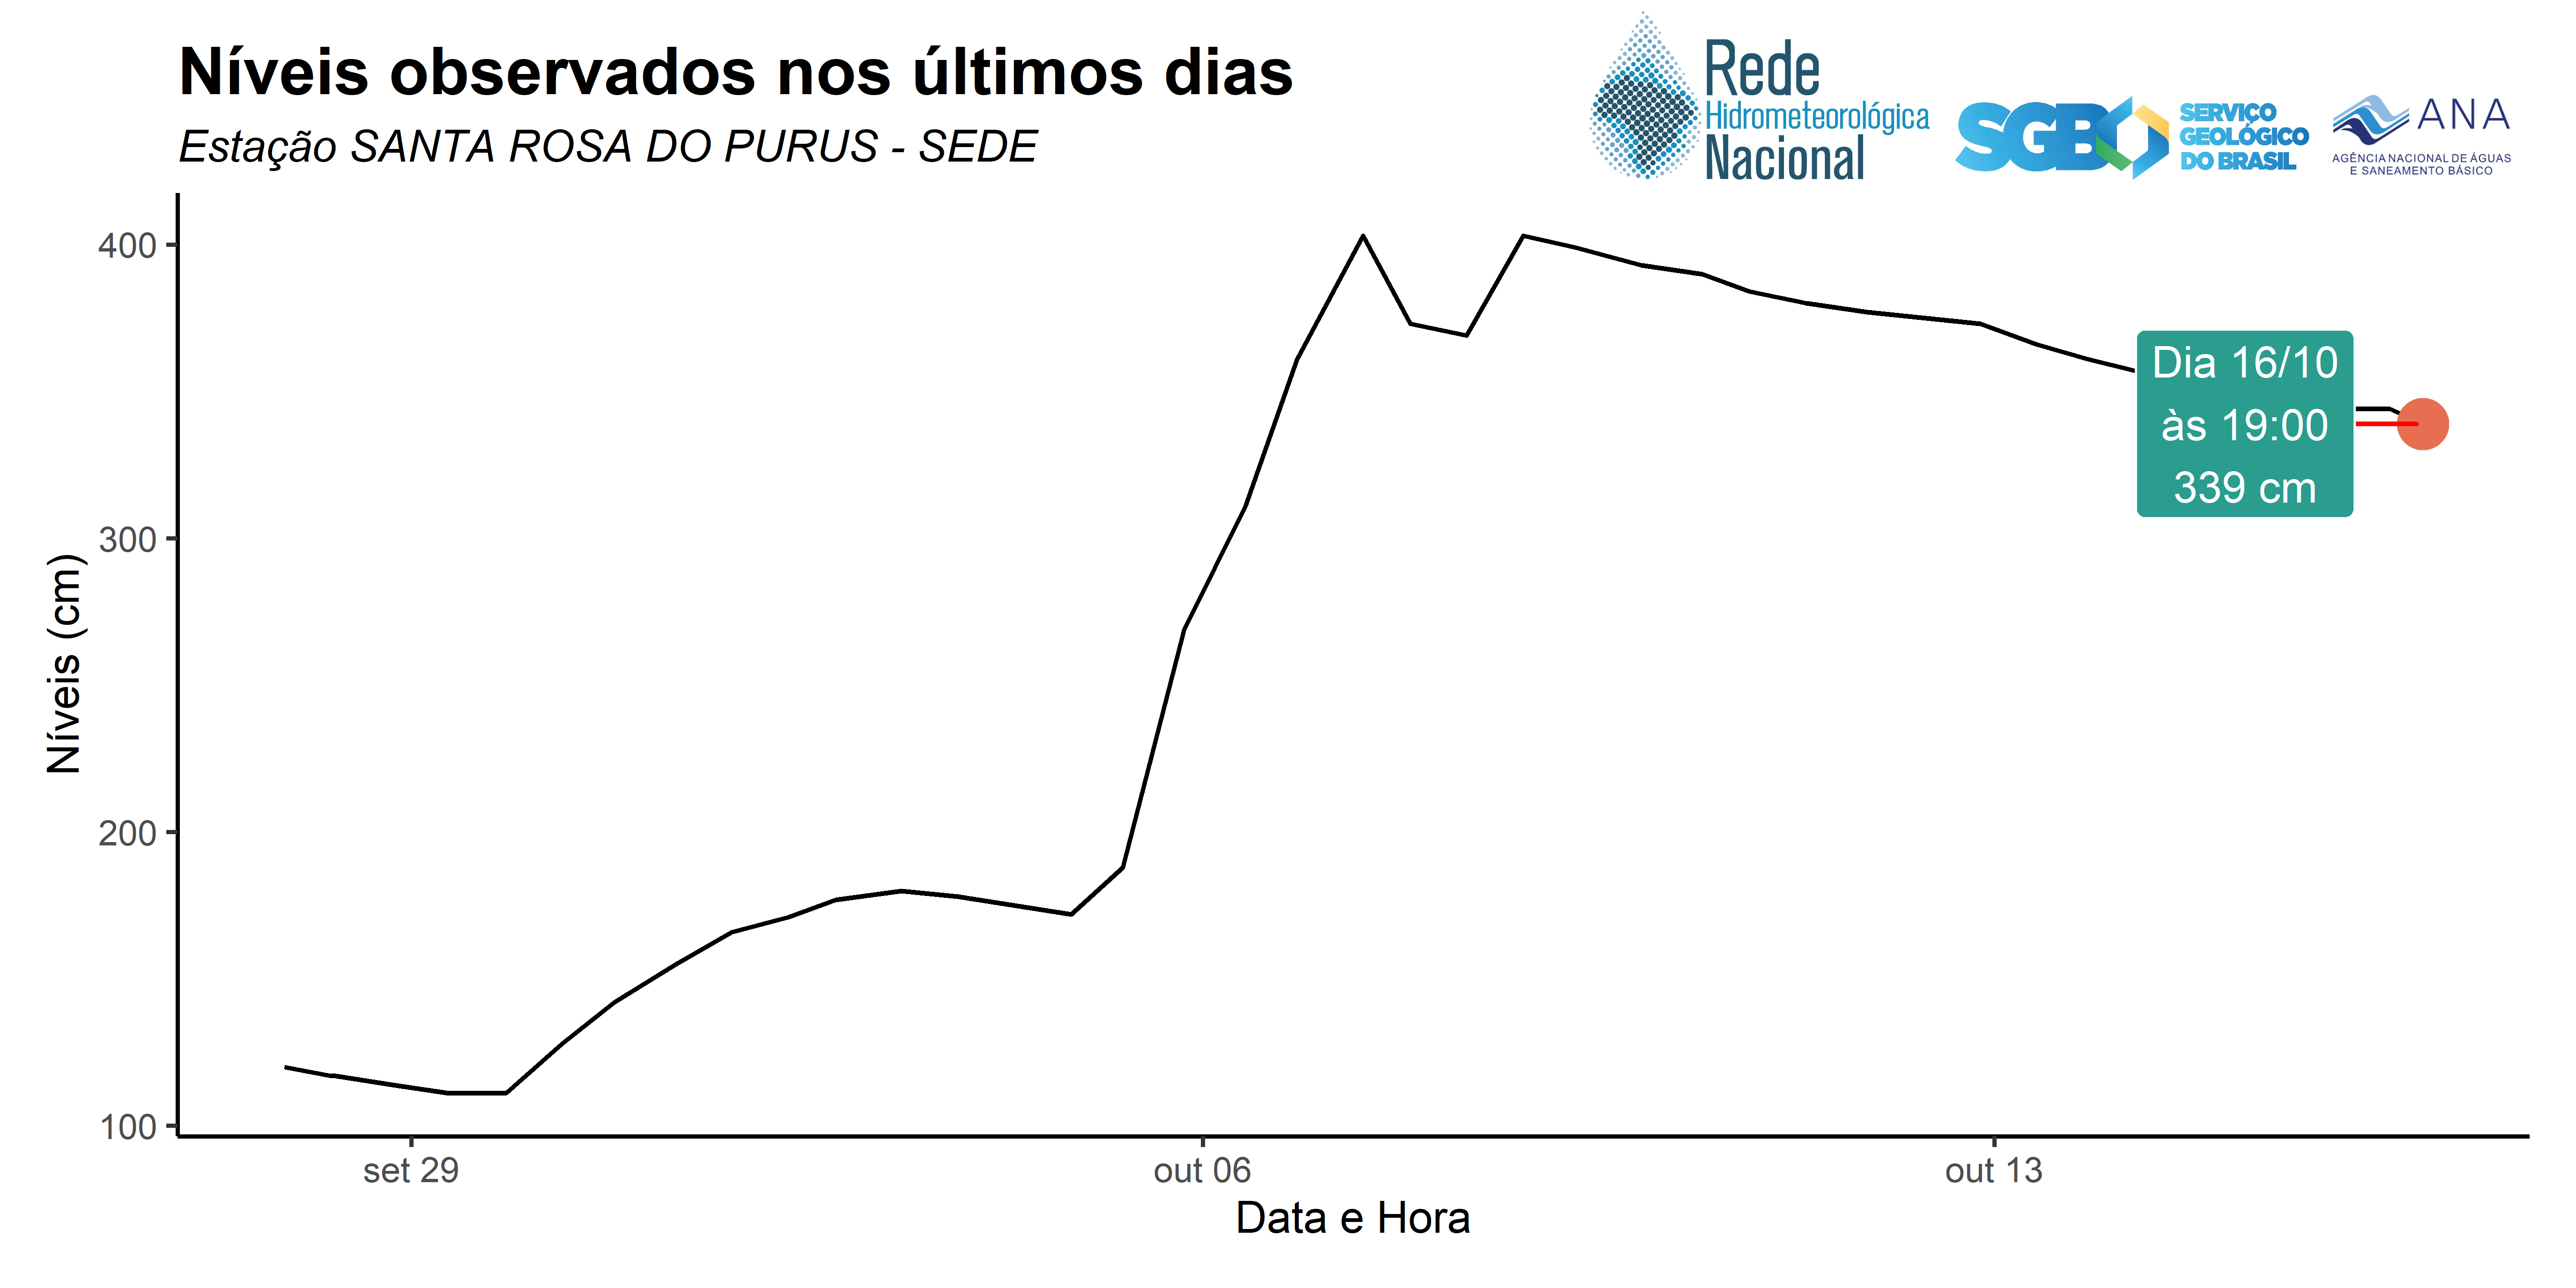 Níveis observados nos últimos dias
Estação SANTA ROSA DO PURUS - SEDE
Rede
Hidrometeorológica
Nacional
SGB
SERVIÇO
GEOLÓGICO
DO BRASIL
ANA
AGÊNCIA NACIONAL DE ÁGUAS
E SANEAMENTO BÁSICO
Níveis (cm)
400
300
200
100
Dia 16/10
às 19:00
339 cm
set 29
out 06
out 13
Data e Hora